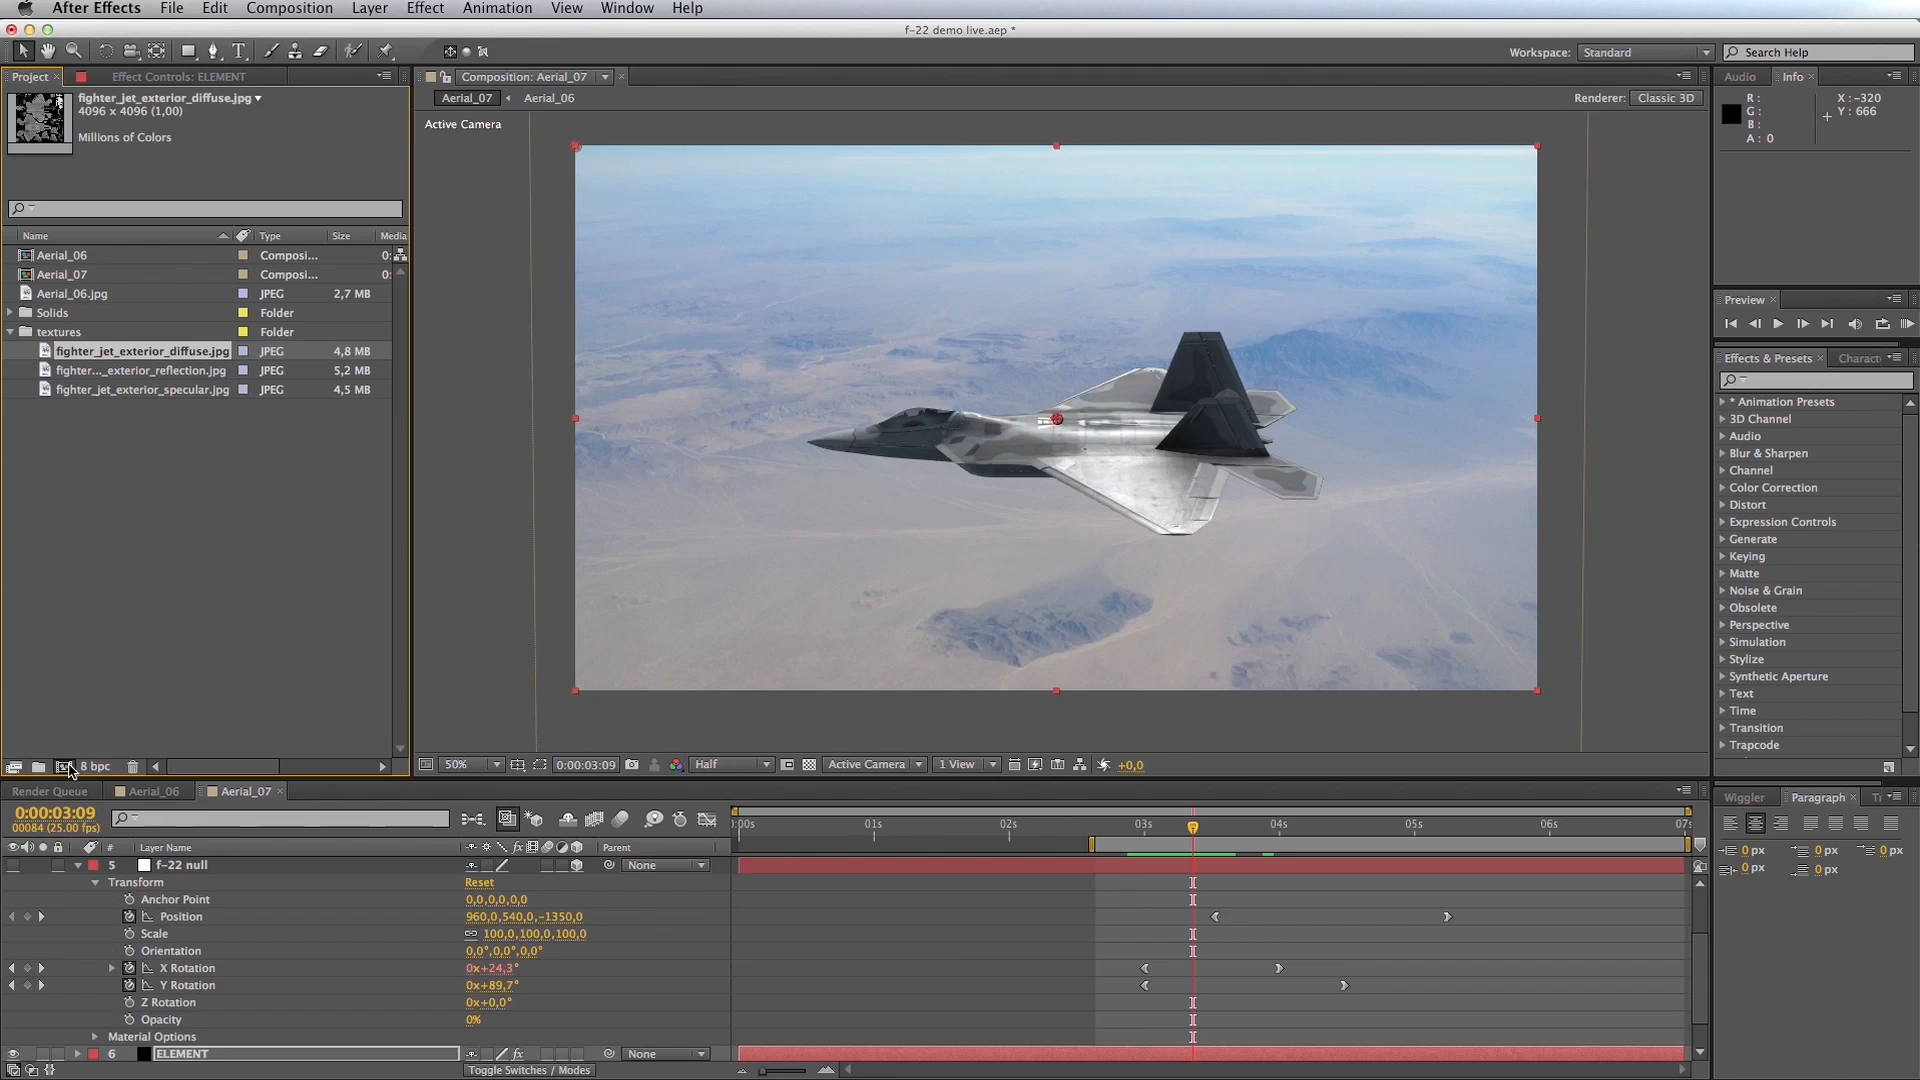 After Effects File Edit Composition Layer Effect Animation View Window Help
f-22 demo live.aep *
Workspace: Standard Search Help
Project Effect Controls: ELEMENT
fighter_jet_exterior_diffuse.jpg
4096 x 4096 (1,00)
Millions of Colors
Name Type Size Media
Aerial_06 Composi... 0:
Aerial_07 Composi... 0:
Aerial_06.jpg JPEG 2,7 MB
Solids Folder
textures Folder
fighter_jet_exterior_diffuse.jpg JPEG 4,8 MB
fighter..._exterior_reflection.jpg JPEG 5,2 MB
fighter_jet_exterior_specular.jpg JPEG 4,5 MB
8 bpc
Composition: Aerial_07
Aerial_07 Aerial_06
Renderer: Classic 3D
Active Camera
50% 0:00:03:09 Half Active Camera 1 View +0,0
Audio Info
R: X: -320
G: Y: 666
B:
A: 0
Preview
Effects & Presets Charact
* Animation Presets
3D Channel
Audio
Blur & Sharpen
Channel
Color Correction
Distort
Expression Controls
Generate
Keying
Matte
Noise & Grain
Obsolete
Perspective
Simulation
Stylize
Synthetic Aperture
Text
Time
Transition
Trapcode
Render Queue Aerial_06 Aerial_07
0:00:03:09
00084 (25.00 fps)
:00s 01s 02s 03s 04s 05s 06s 07s
# Layer Name Parent
5 f-22 null None
Transform Reset
Anchor Point 0,0,0,0,0,0
Position 960,0,540,0,-1350,0
Scale 100,0,100,0,100,0
Orientation 0,0°,0,0°,0,0°
X Rotation 0x+24,3°
Y Rotation 0x+89,7°
Z Rotation 0x+0,0°
Opacity 0%
Material Options
6 ELEMENT None
Toggle Switches / Modes
Wiggler Paragraph
0 px 0 px 0 px
0 px 0 px